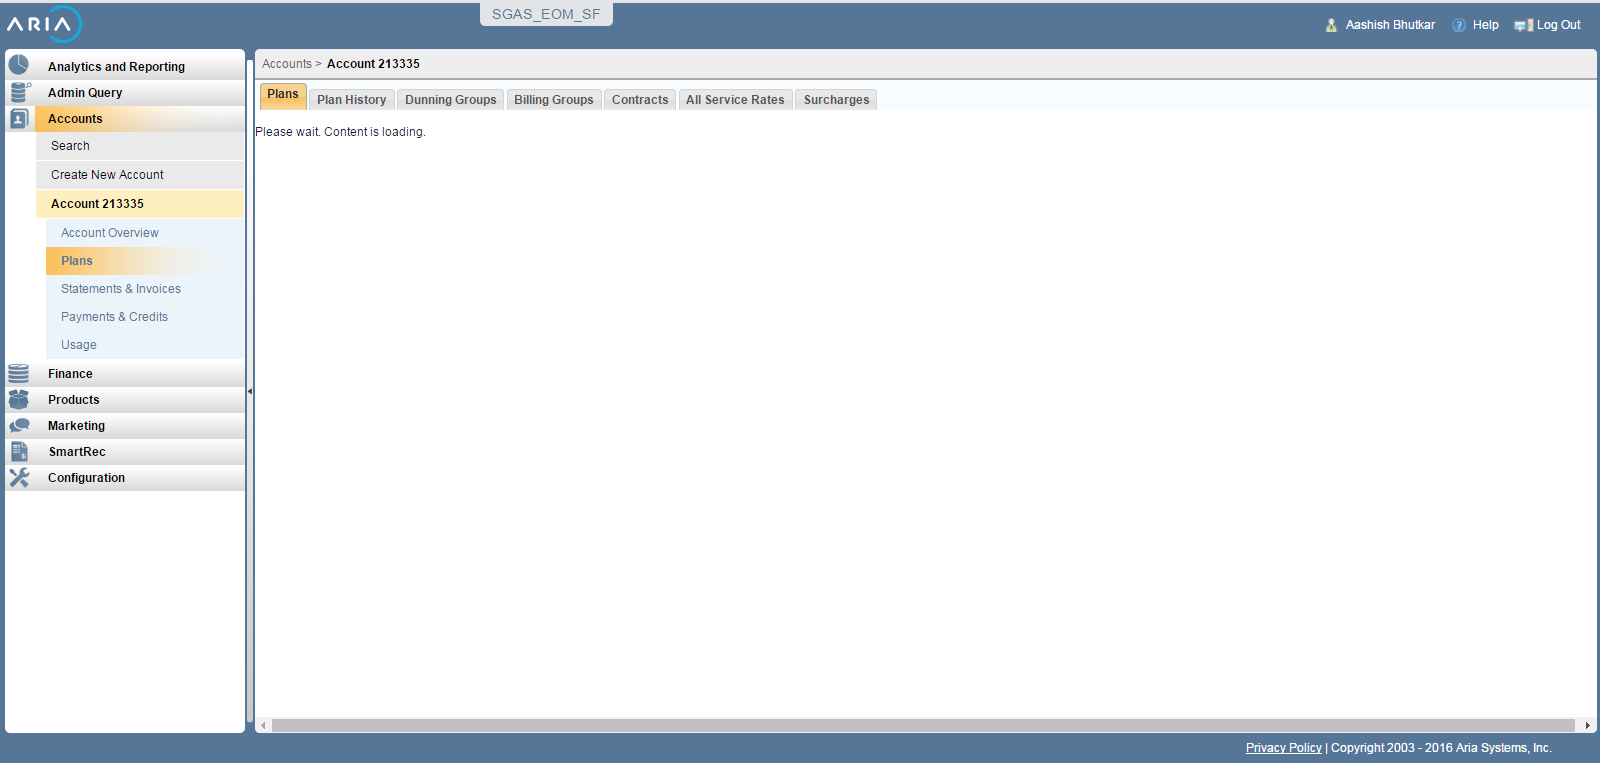 SGAS_EOM_SF
ARIA
Aashish Bhutkar
Help
Log Out
Analytics and Reporting
Admin Query
Accounts
Search
Create New Account
Account 213335
Account Overview
Plans
Statements & Invoices
Payments & Credits
Usage
Finance
Products
Marketing
SmartRec
Configuration
Accounts > Account 213335
Plans
Plan History
Dunning Groups
Billing Groups
Contracts
All Service Rates
Surcharges
Please wait. Content is loading.
Privacy Policy | Copyright 2003 - 2016 Aria Systems, Inc.